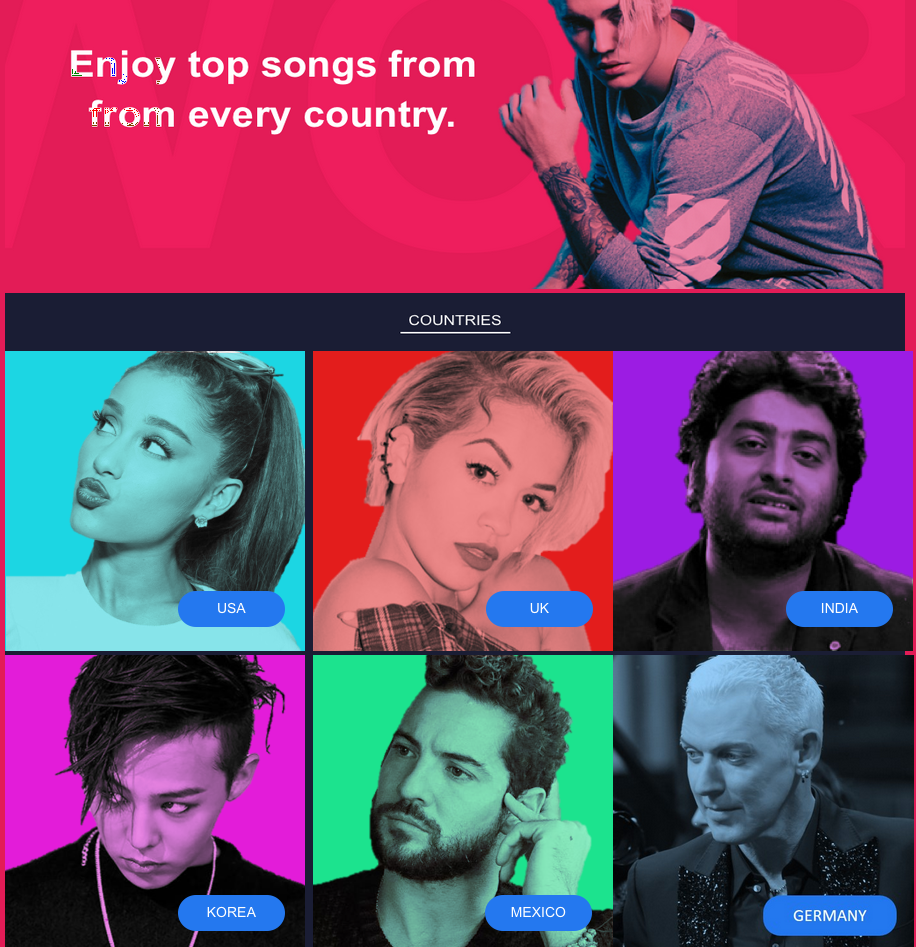 Enjoy top songs from
from every country.
COUNTRIES
USA
UK
INDIA
KOREA
MEXICO
GERMANY